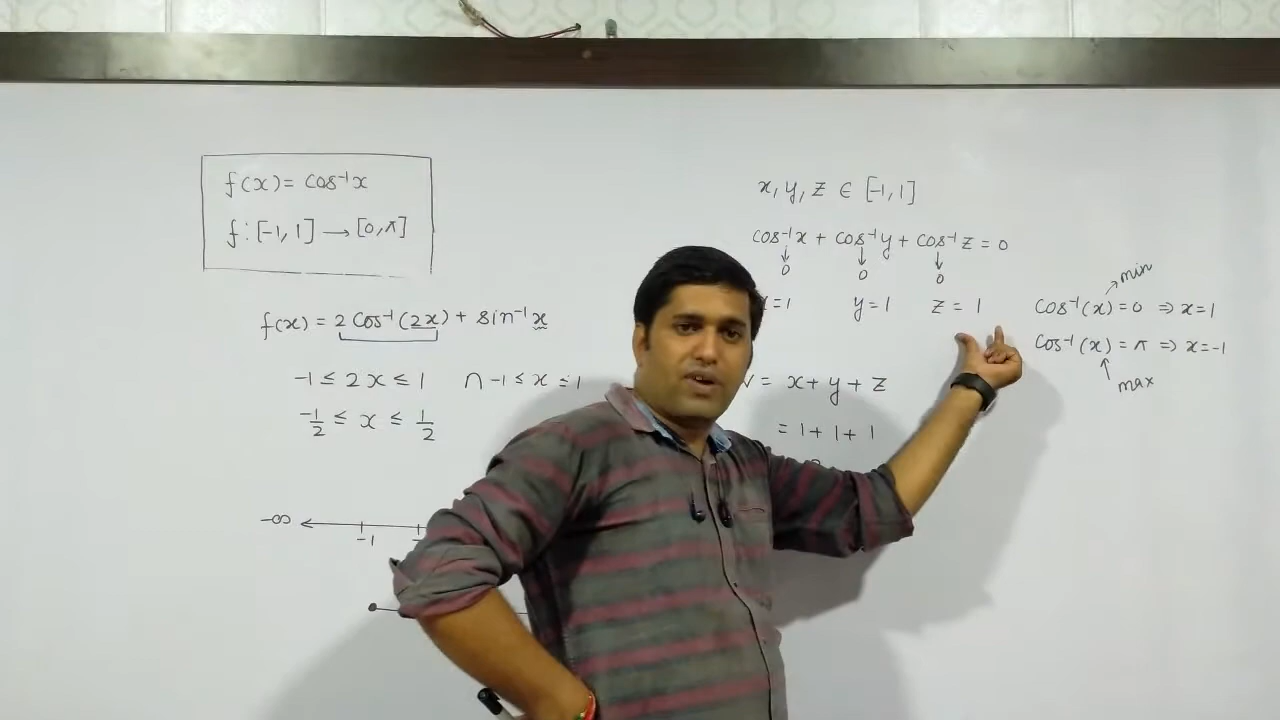 f(x) = cos⁻¹x
f : [-1, 1] → [0, π]
f(x) = 2 cos⁻¹(2x) + sin⁻¹x
-1 ≤ 2x ≤ 1 ∩ -1 ≤ x ≤ 1
-1/2 ≤ x ≤ 1/2
-∞
-1
x, y, z ∈ [-1, 1]
cos⁻¹x + cos⁻¹y + cos⁻¹z = 0
↓ ↓ ↓
0 0 0
=1 y=1 z = 1
= x+y+z
= 1+1+1
min
cos⁻¹(x) = 0 ⇒ x=1
cos⁻¹(x) = π ⇒ x=-1
max